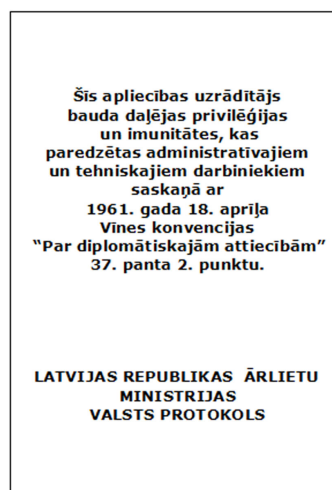 Šīs apliecības uzrādītājs
bauda daļējas privilēģijas
un imunitātes, kas
paredzētas administratīvajiem
un tehniskajiem darbiniekiem
saskaņā ar
1961. gada 18. aprīļa
Vīnes konvencijas
“Par diplomātiskajām attiecībām”
37. panta 2. punktu.
LATVIJAS REPUBLIKAS ĀRLIETU
MINISTRIJAS
VALSTS PROTOKOLS